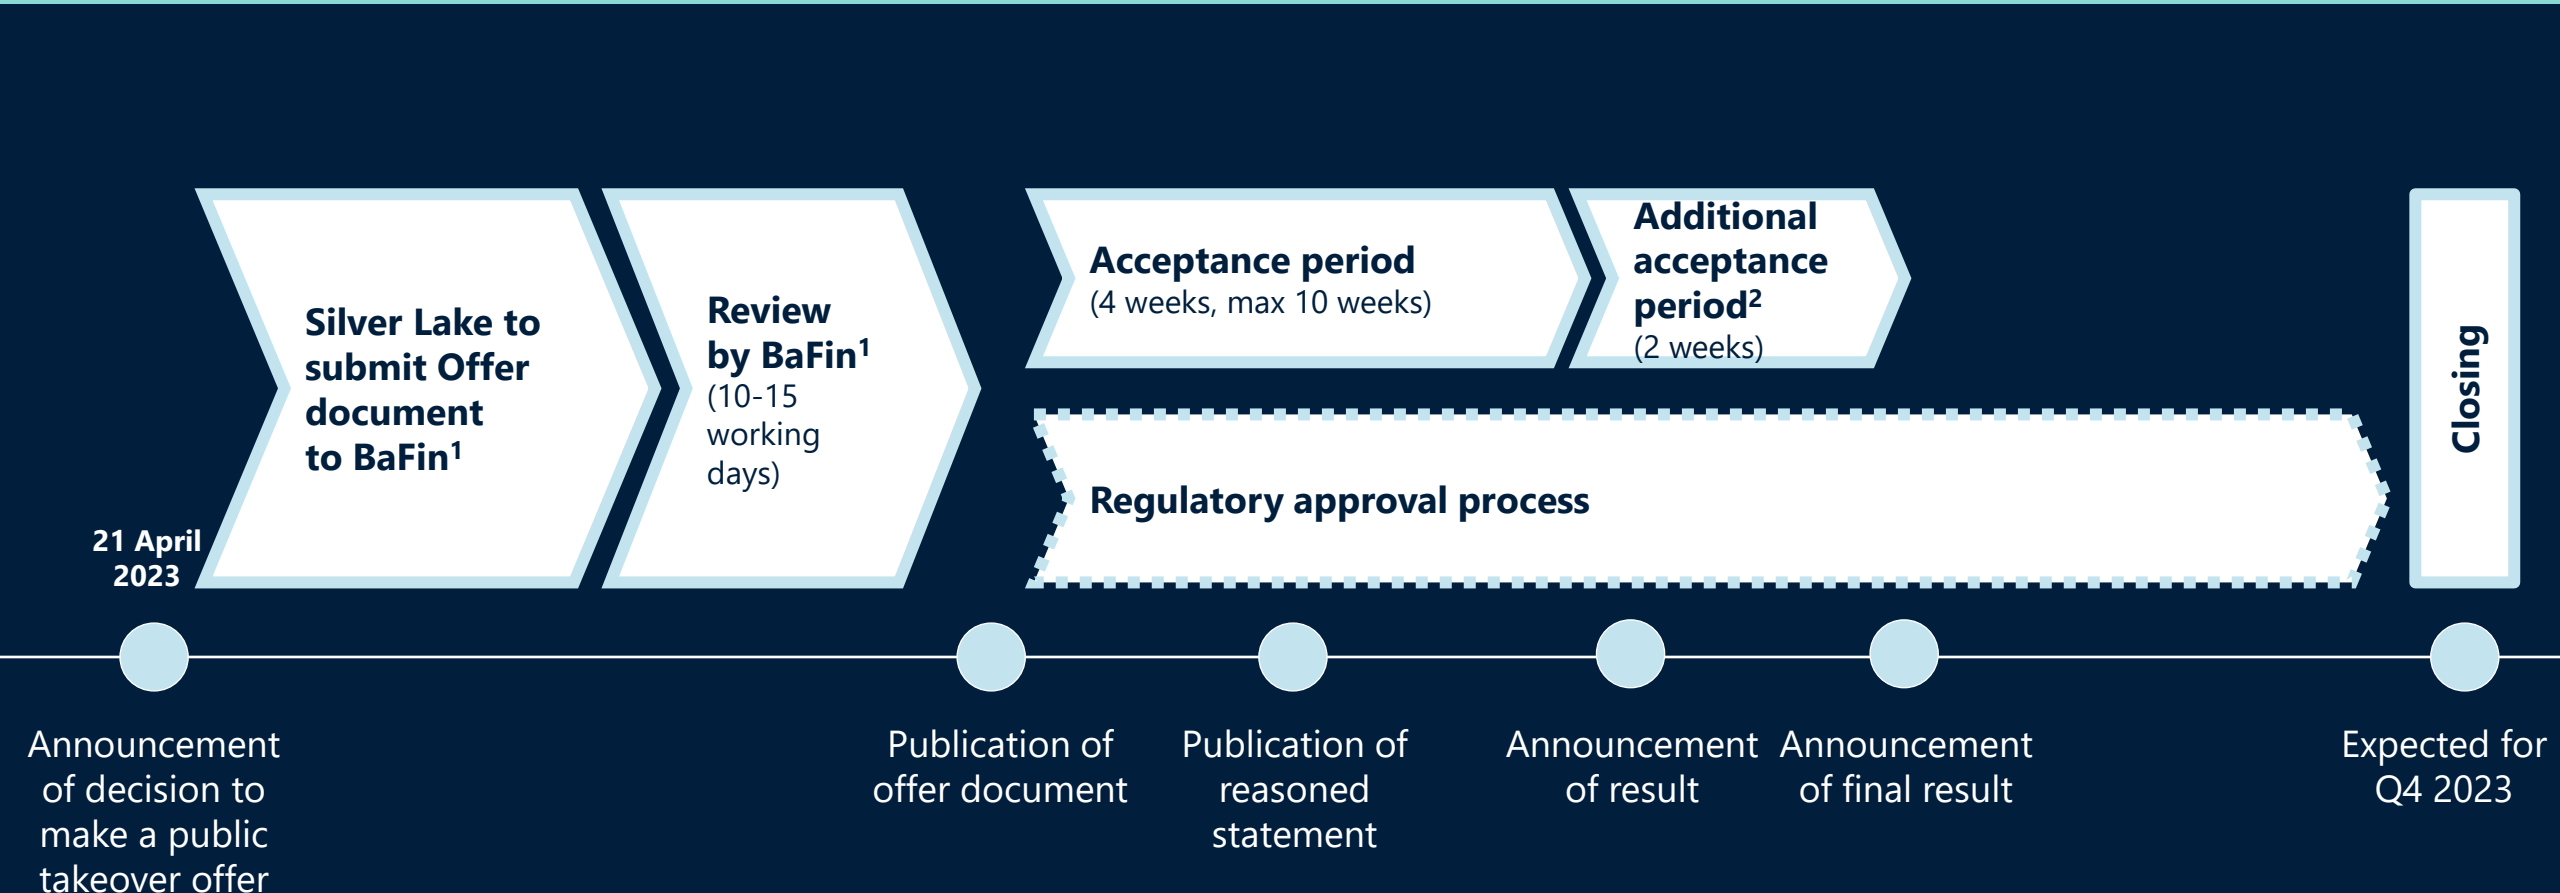 Silver Lake to
submit Offer
document
to BaFin¹
Review
by BaFin¹
(10-15
working
days)
Acceptance period
(4 weeks, max 10 weeks)
Additional
acceptance
period²
(2 weeks)
Regulatory approval process
Closing
21 April
2023
Announcement
of decision to
make a public
takeover offer
Publication of
offer document
Publication of
reasoned
statement
Announcement
of result
Announcement
of final result
Expected for
Q4 2023